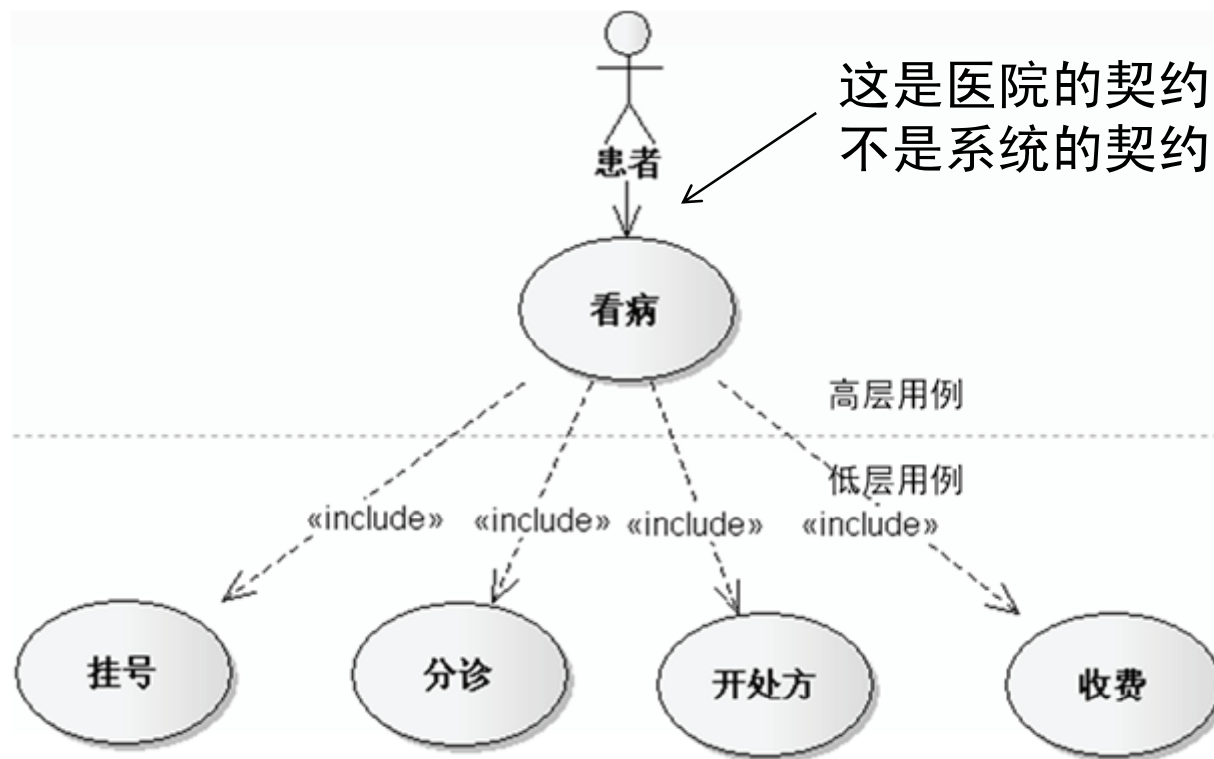 这是医院的契约
不是系统的契约
患者
看病
高层用例
低层用例
«include» «include» «include» «include»
挂号 分诊 开处方 收费